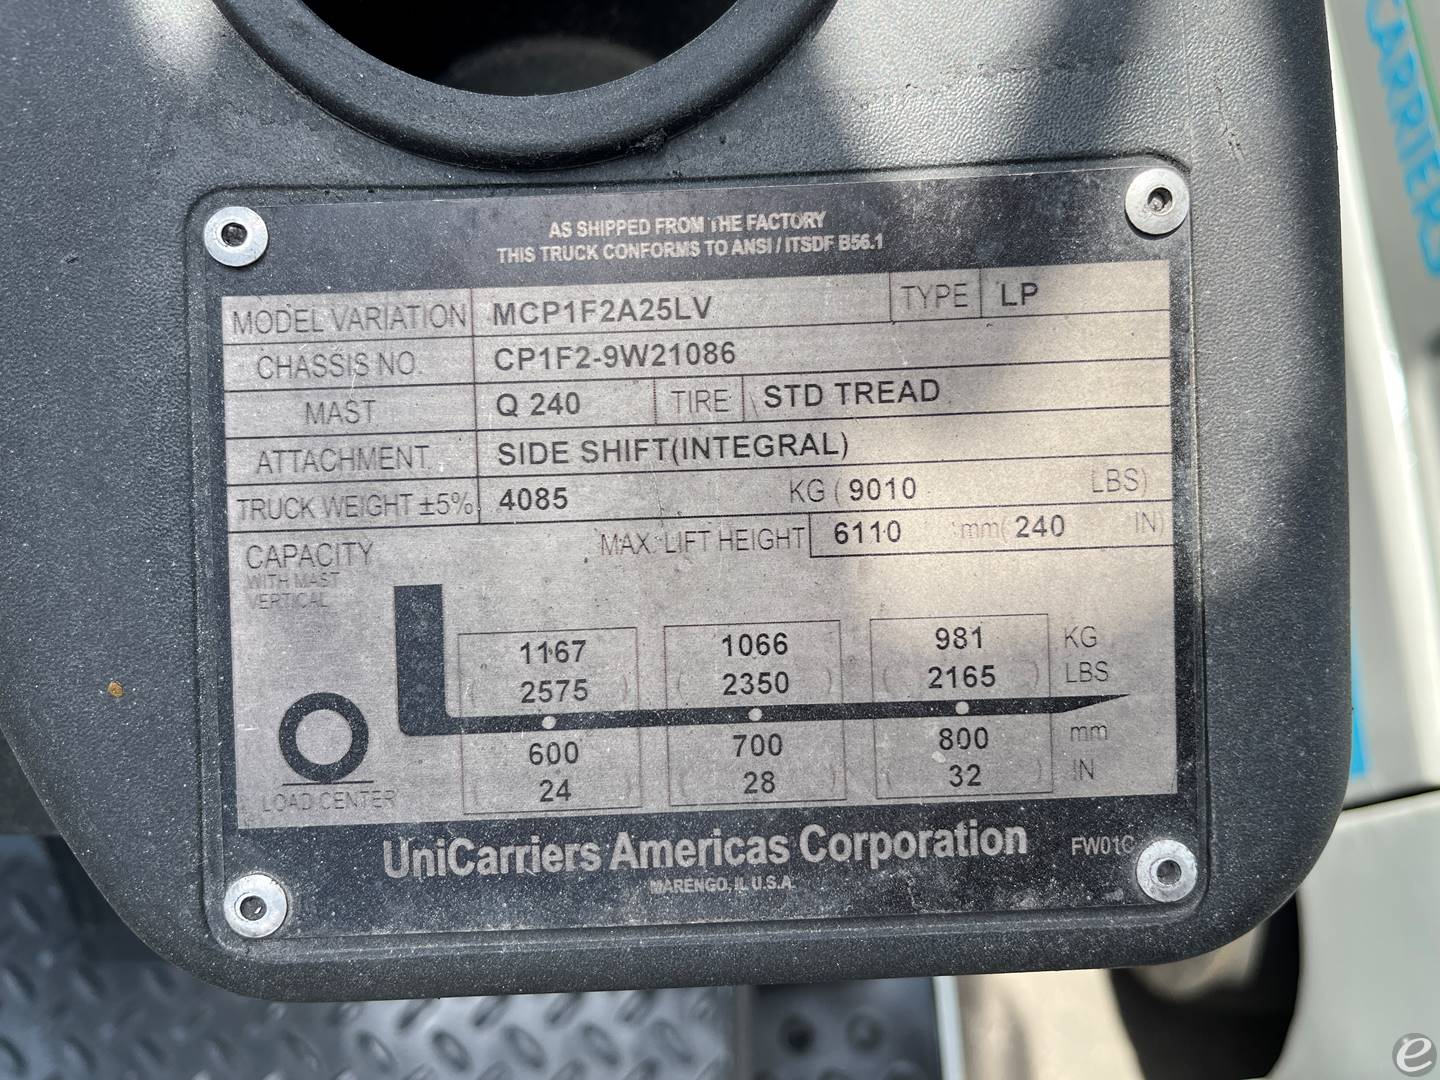 CARRIERS
AS SHIPPED FROM THE FACTORY
THIS TRUCK CONFORMS TO ANSI / ITSDF B56.1
MODEL VARIATION MCP1F2A25LV TYPE LP
CHASSIS NO. CP1F2-9W21086
MAST Q 240 TIRE STD TREAD
ATTACHMENT SIDE SHIFT(INTEGRAL)
TRUCK WEIGHT ±5% 4085 KG ( 9010 LBS)
CAPACITY MAX. LIFT HEIGHT 6110 mm( 240 IN)
WITH MAST
VERTICAL
1167 1066 981 KG
( 2575 ) ( 2350 ) ( 2165 ) LBS
600 700 800 mm
( 24 ) ( 28 ) ( 32 ) IN
LOAD CENTER
UniCarriers Americas Corporation FW01C
MARENGO, IL U.S.A.
e